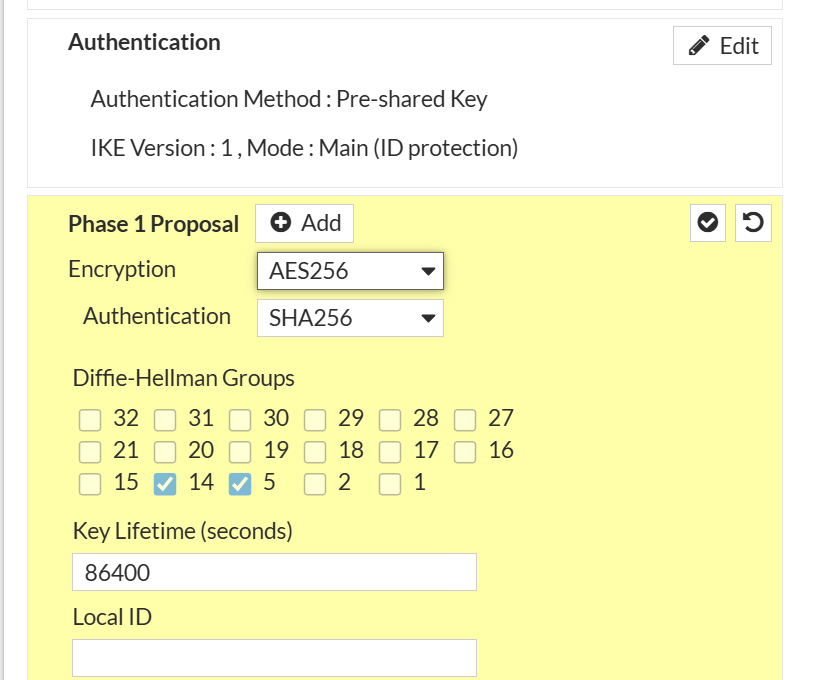 Authentication
Edit
Authentication Method : Pre-shared Key
IKE Version : 1 , Mode : Main (ID protection)
Phase 1 Proposal Add
Encryption AES256
Authentication SHA256
Diffie-Hellman Groups
32 31 30 29 28 27
21 20 19 18 17 16
15 14 5 2 1
Key Lifetime (seconds)
86400
Local ID